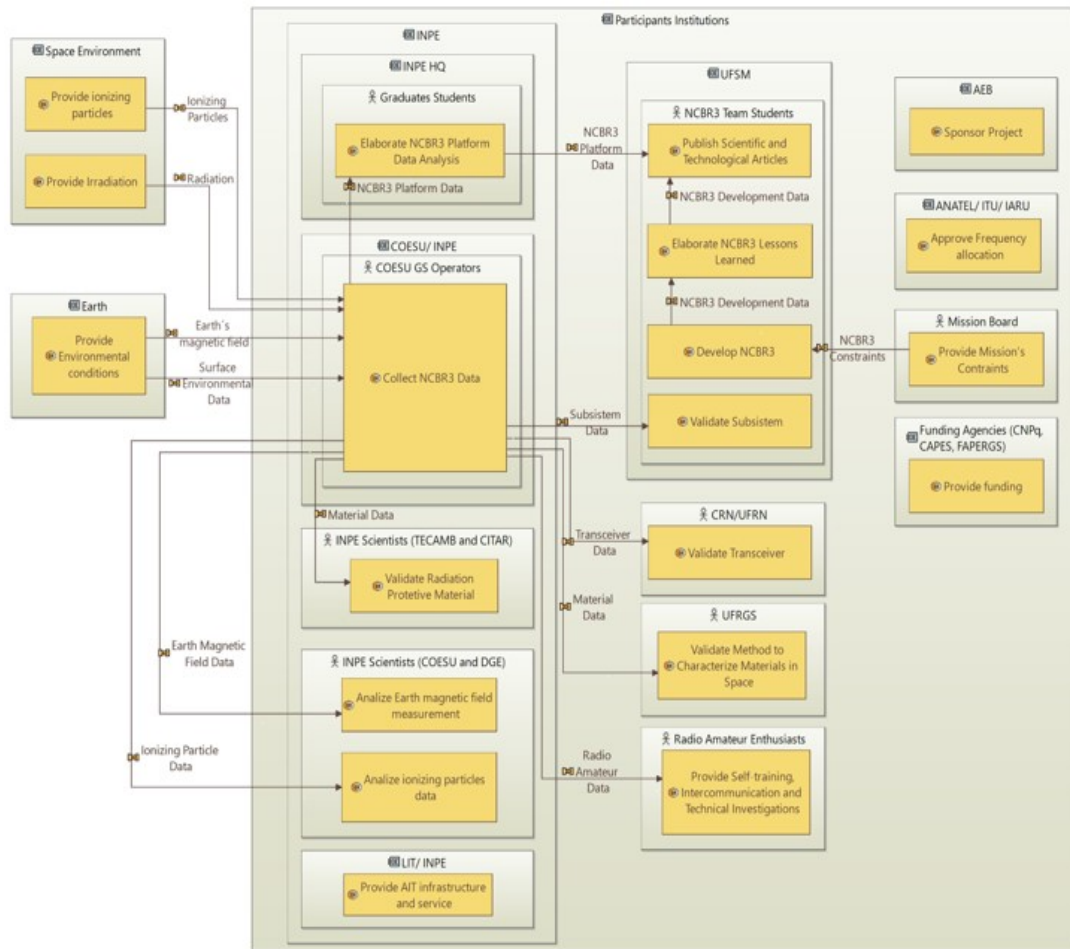 Participants Institutions
Space Environment
Provide ionizing
particles
Provide Irradiation
Ionizing
Particles
Radiation
Earth
Provide
Environmental
conditions
Earth´s
magnetic field
Surface
Environmental
Data
INPE
INPE HQ
Graduates Students
Elaborate NCBR3 Platform
Data Analysis
NCBR3 Platform Data
COESU/ INPE
COESU GS Operators
Collect NCBR3 Data
Material Data
INPE Scientists (TECAMB and CITAR)
Validate Radiation
Protetive Material
Earth Magnetic
Field Data
INPE Scientists (COESU and DGE)
Analize Earth magnetic field
measurement
Ionizing Particle
Data
Analize ionizing particles
data
LIT/ INPE
Provide AIT infrastructure
and service
NCBR3
Platform
Data
UFSM
NCBR3 Team Students
Publish Scientific and
Technological Articles
NCBR3 Development Data
Elaborate NCBR3 Lessons
Learned
NCBR3 Development Data
Develop NCBR3
NCBR3
Constraints
Subsistem
Data
Validate Subsistem
CRN/UFRN
Transceiver
Data
Validate Transceiver
Material
Data
UFRGS
Validate Method to
Characterize Materials in
Space
Radio Amateur Enthusiasts
Radio
Amateur
Data
Provide Self-training,
Intercommunication and
Technical Investigations
AEB
Sponsor Project
ANATEL/ ITU/ IARU
Approve Frequency
allocation
Mission Board
Provide Mission's
Contraints
Funding Agencies (CNPq,
CAPES, FAPERGS)
Provide funding